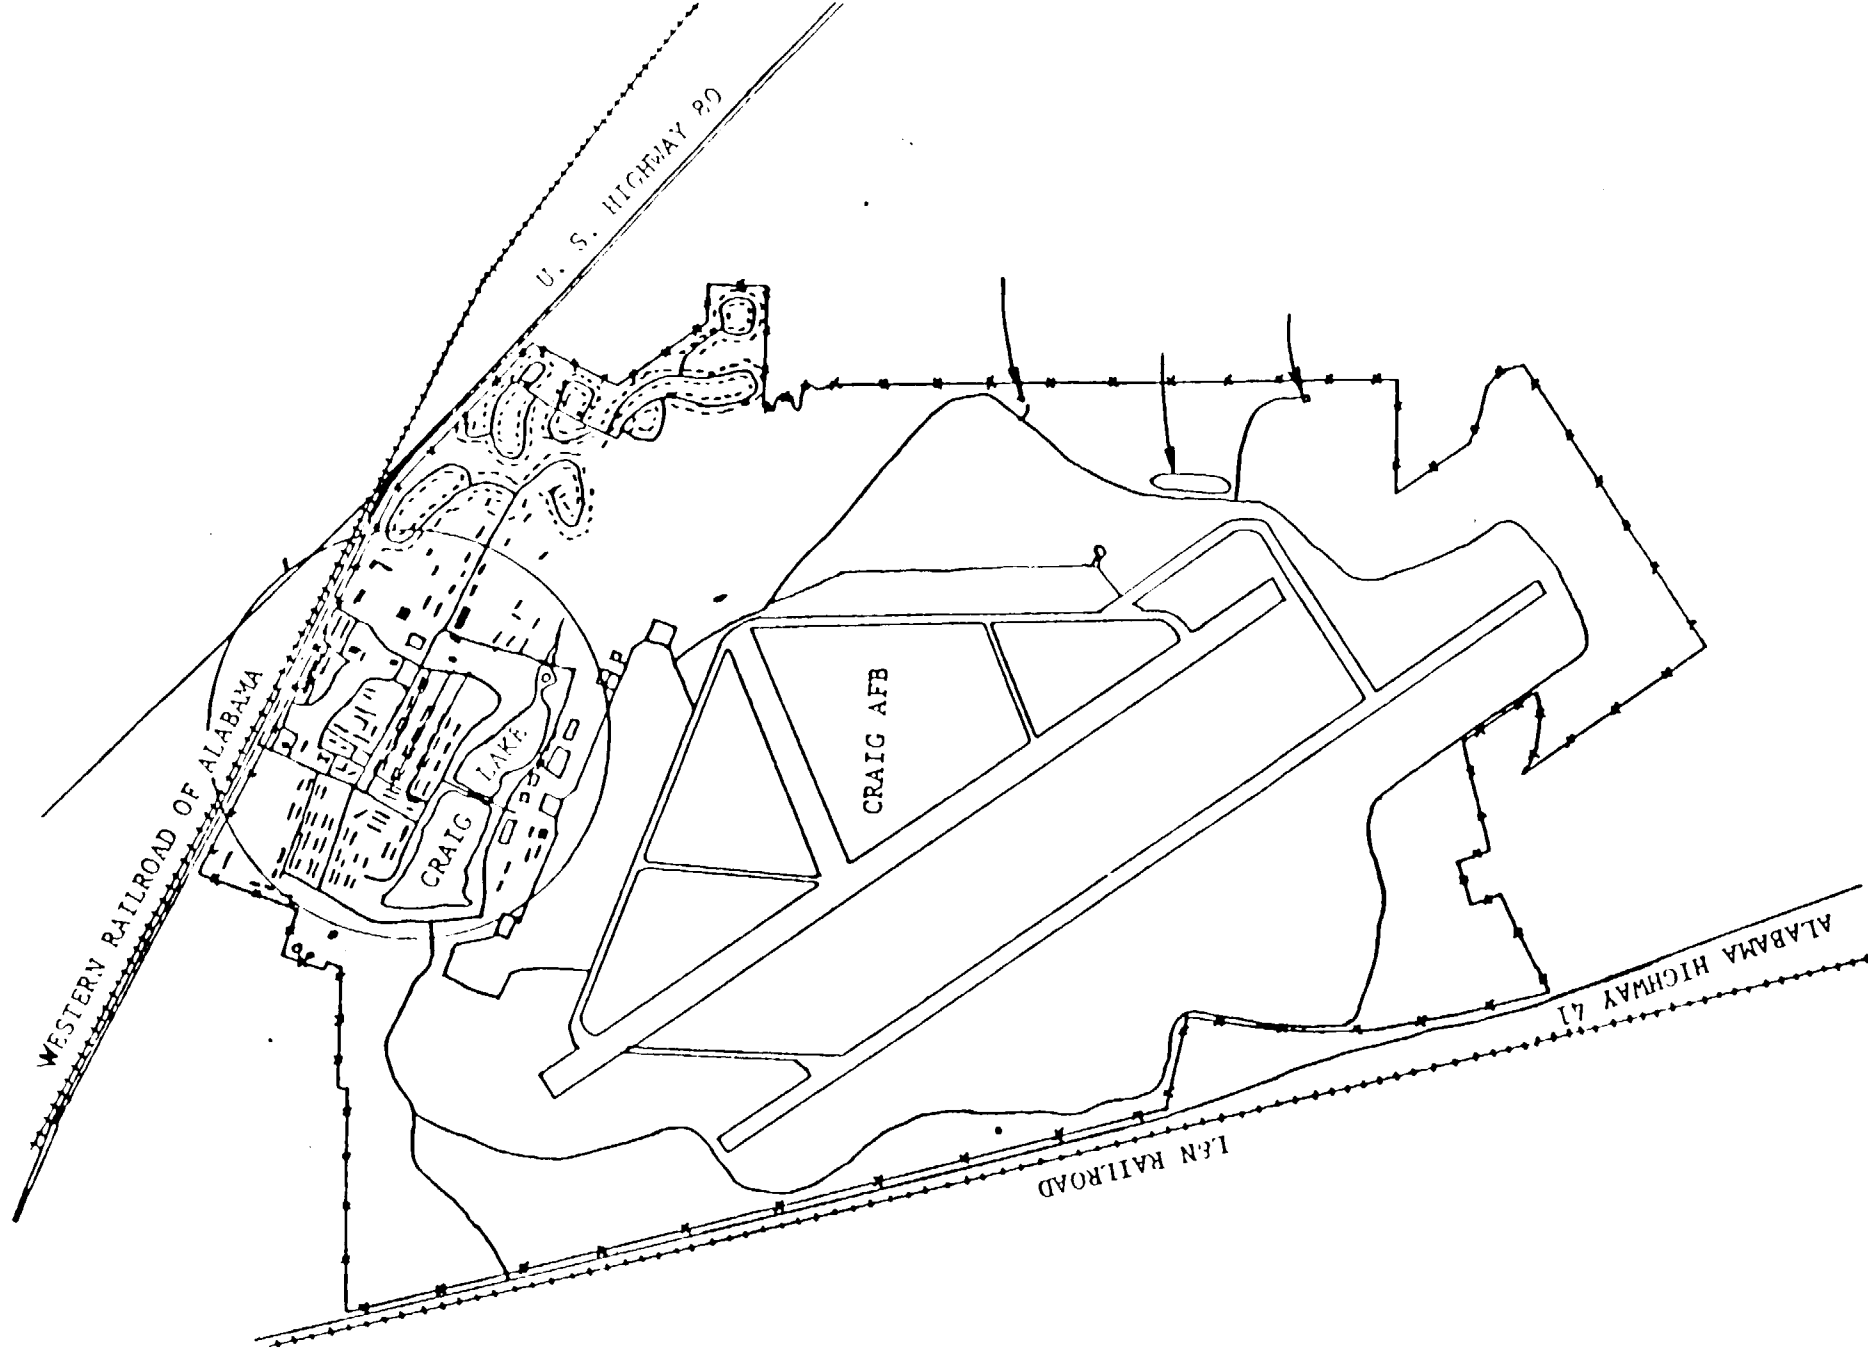 U. S. HIGHWAY 80
WESTERN RAILROAD OF ALABAMA
CRAIG AFB
LAKE
CRAIG
ALABAMA HIGHWAY 41
L&N RAILROAD